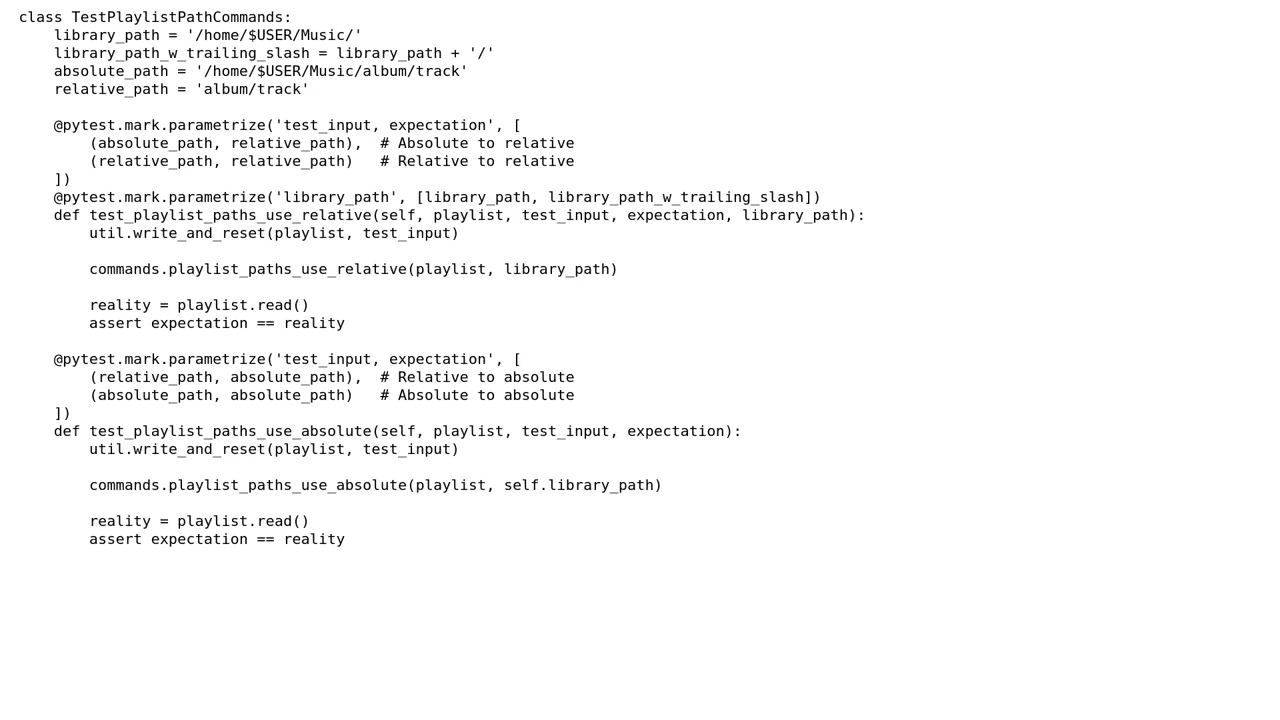 class TestPlaylistPathCommands:
    library_path = '/home/$USER/Music/'
    library_path_w_trailing_slash = library_path + '/'
    absolute_path = '/home/$USER/Music/album/track'
    relative_path = 'album/track'

    @pytest.mark.parametrize('test_input, expectation', [
        (absolute_path, relative_path),  # Absolute to relative
        (relative_path, relative_path)   # Relative to relative
    ])
    @pytest.mark.parametrize('library_path', [library_path, library_path_w_trailing_slash])
    def test_playlist_paths_use_relative(self, playlist, test_input, expectation, library_path):
        util.write_and_reset(playlist, test_input)

        commands.playlist_paths_use_relative(playlist, library_path)

        reality = playlist.read()
        assert expectation == reality

    @pytest.mark.parametrize('test_input, expectation', [
        (relative_path, absolute_path),  # Relative to absolute
        (absolute_path, absolute_path)   # Absolute to absolute
    ])
    def test_playlist_paths_use_absolute(self, playlist, test_input, expectation):
        util.write_and_reset(playlist, test_input)

        commands.playlist_paths_use_absolute(playlist, self.library_path)

        reality = playlist.read()
        assert expectation == reality